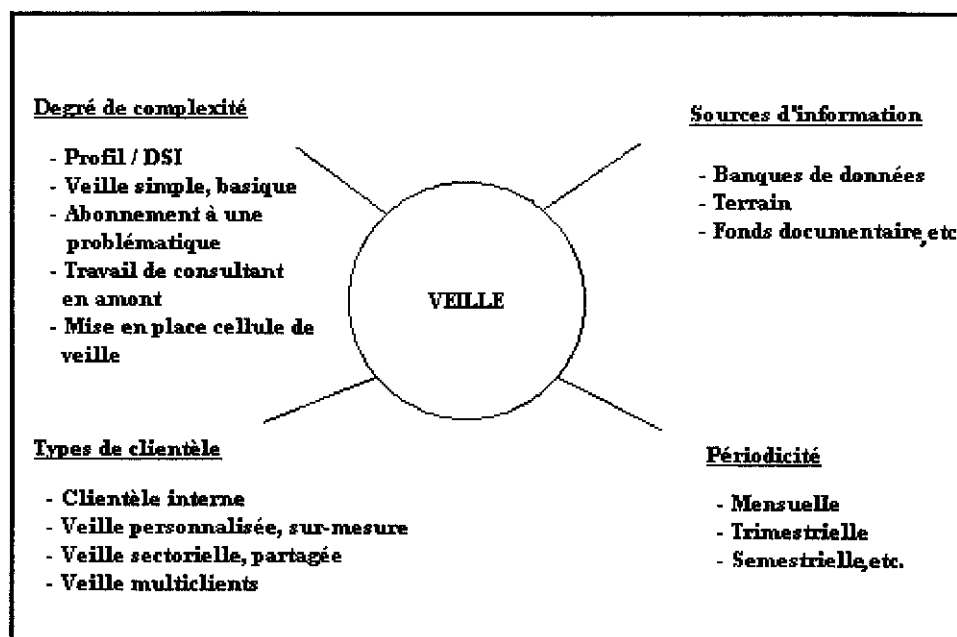 Degré de complexité
- Profil / DSI
- Veille simple, basique
- Abonnement à une
problématique
- Travail de consultant
en amont
- Mise en place cellule de
veille
Sources d'information
- Banques de données
- Terrain
- Fonds documentaire, etc
VEILLE
Types de clientèle
- Clientèle interne
- Veille personnalisée, sur-mesure
- Veille sectorielle, partagée
- Veille multiclients
Périodicité
- Mensuelle
- Trimestrielle
- Semestrielle, etc.